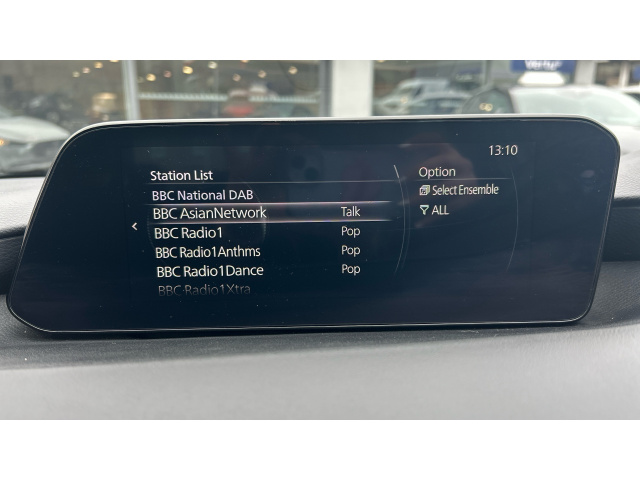 13:10
Station List
BBC National DAB
BBC AsianNetwork Talk
BBC Radio1 Pop
BBC Radio1Anthms Pop
BBC Radio1Dance Pop
BBC Radio1Xtra
Option
Select Ensemble
ALL